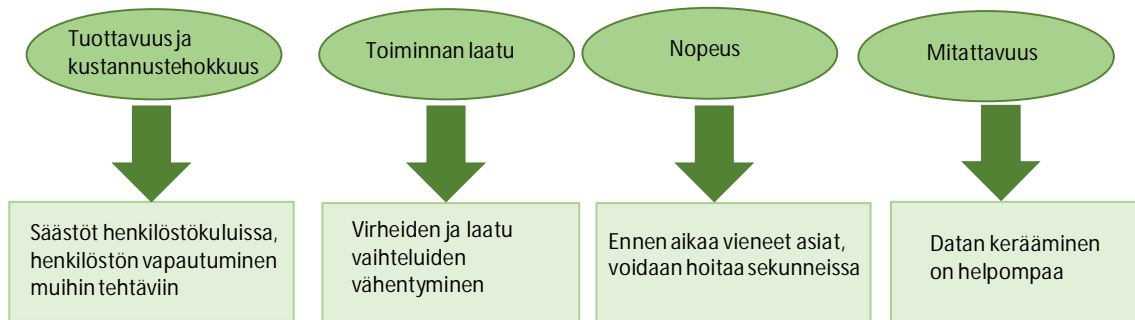 Tuottavuus ja
kustannustehokkuus
Toiminnan laatu
Nopeus
Mitattavuus
Säästöt henkilöstökuluissa,
henkilöstön vapautuminen
muihin tehtäviin
Virheiden ja laatu
vaihteluiden
vähentyminen
Ennen aikaa vieneet asiat,
voidaan hoitaa sekunneissa
Datan kerääminen
on helpompaa